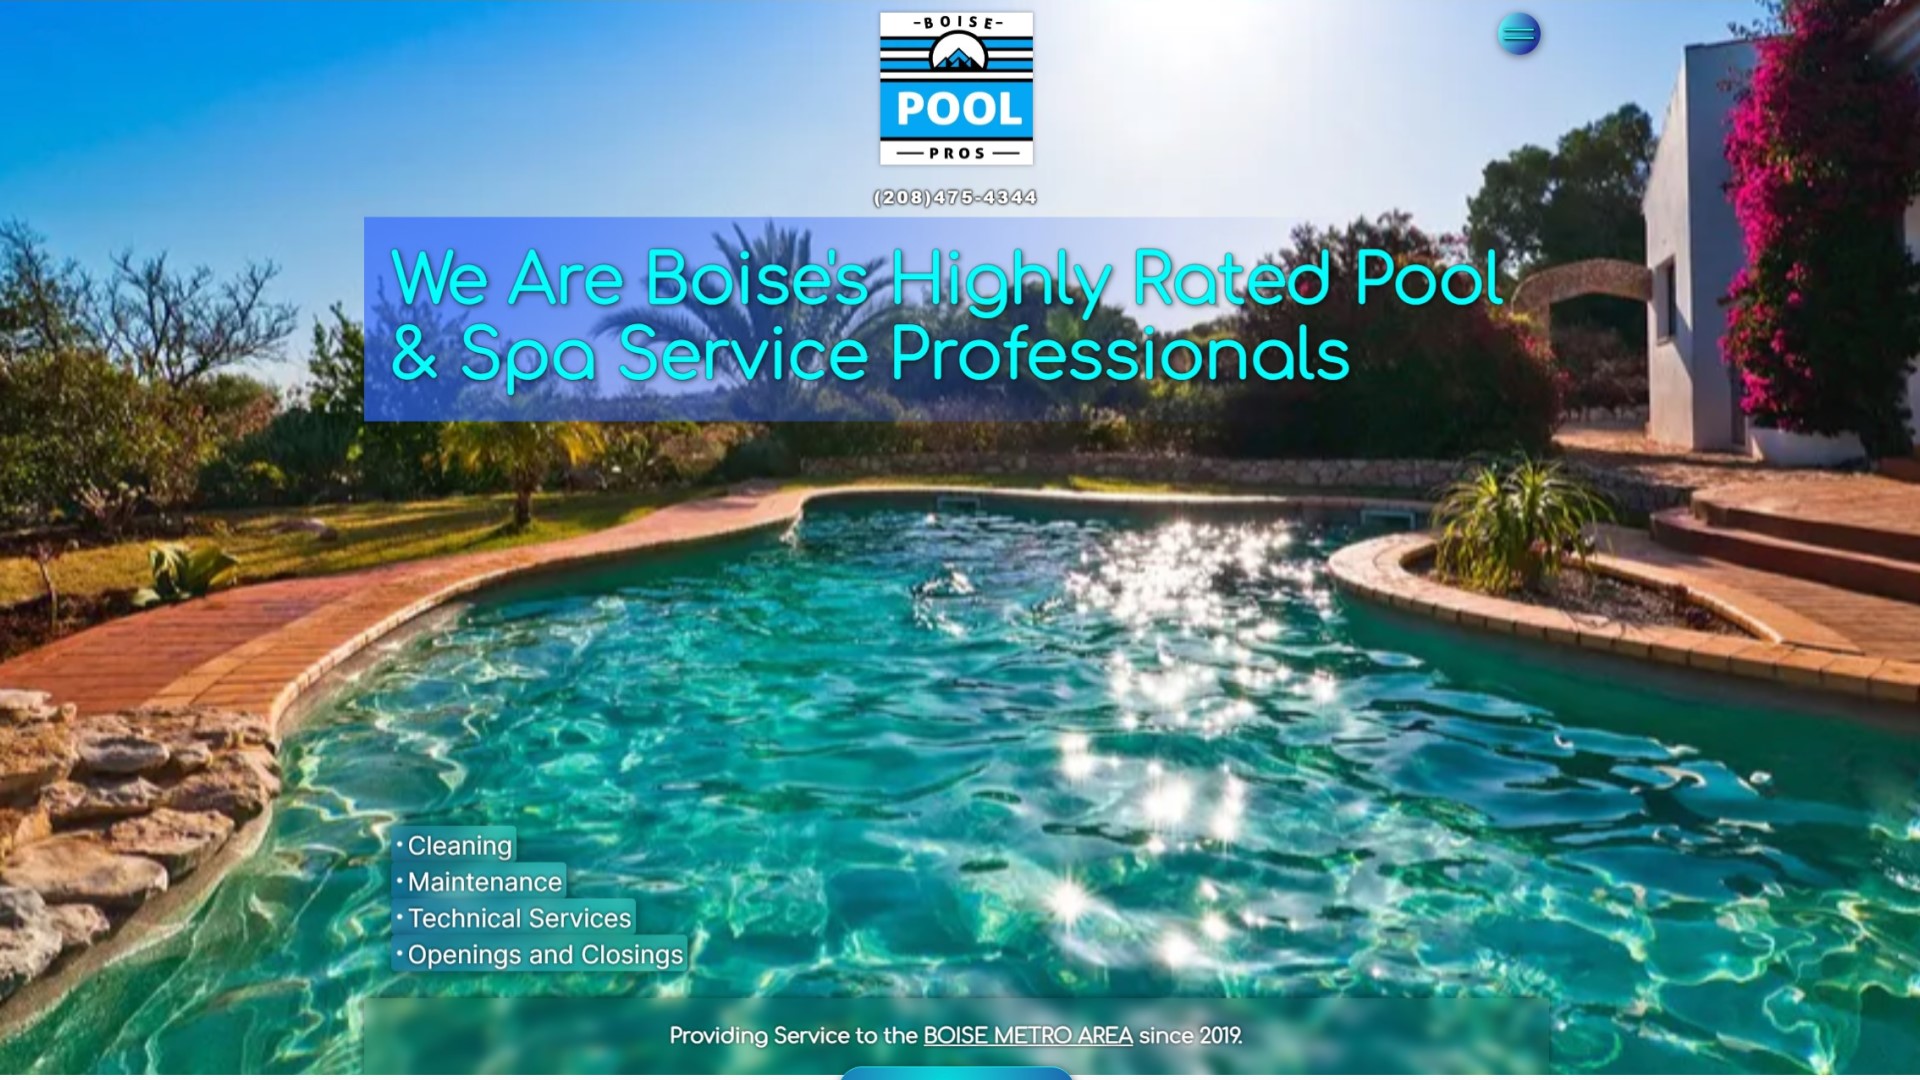 BOISE
POOL
PROS
(208)475-4344
We Are Boise's Highly Rated Pool
& Spa Service Professionals
• Cleaning
• Maintenance
• Technical Services
• Openings and Closings
Providing Service to the BOISE METRO AREA since 2019.